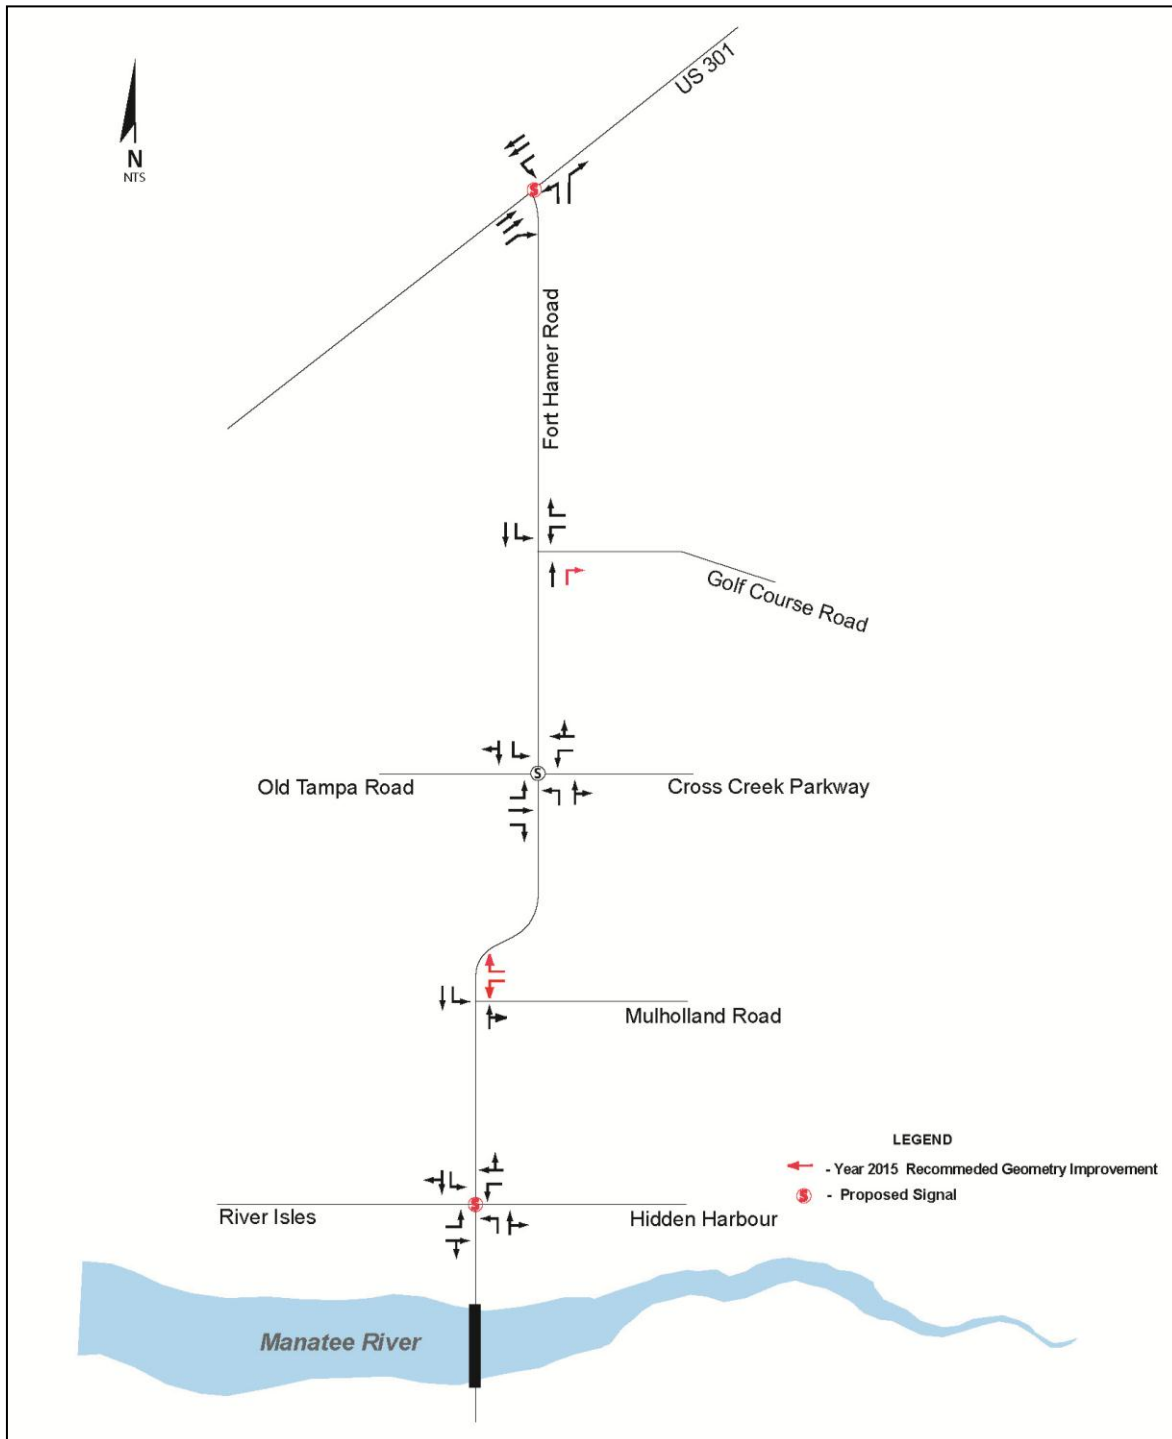 US 301
N
NTS
S
Fort Hamer Road
Golf Course Road
S
Old Tampa Road
Cross Creek Parkway
Mulholland Road
LEGEND
- Year 2015 Recommeded Geometry Improvement
S - Proposed Signal
S
River Isles
Hidden Harbour
Manatee River